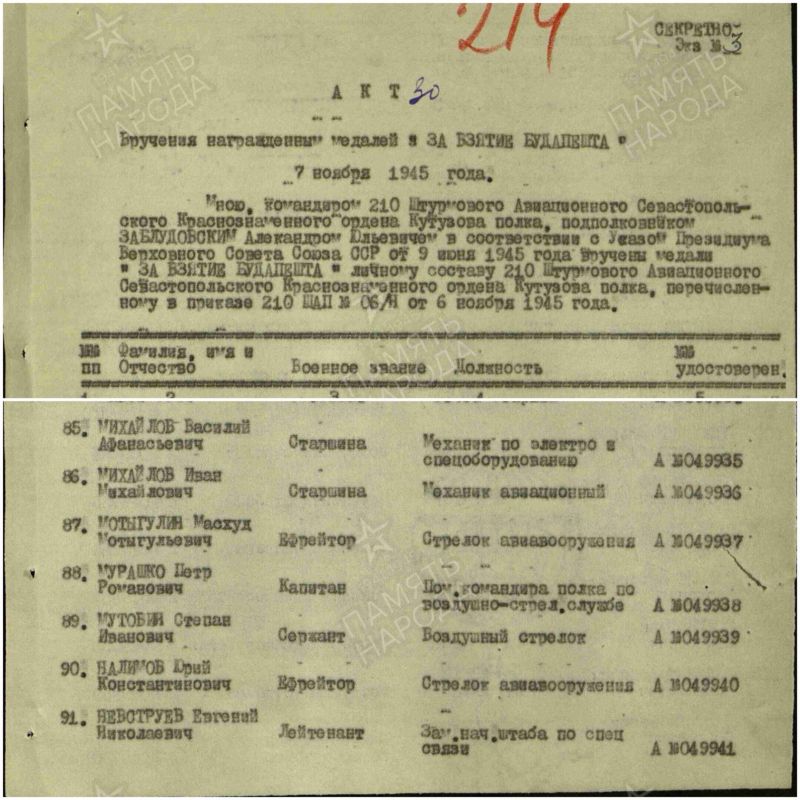 214
СЕКРЕТНО
Экз № 3
А К Т 30
Вручения награжденным медалей " ЗА ВЗЯТИЕ БУДАПЕШТА "
7 ноября 1945 года.
Мною, командиром 210 Штурмового Авиационного Севастополь-
ского Краснознаменного ордена Кутузова полка, подполковником
ЗАБЛУДОВСКИМ Александром Юльевичем в соответствии с Указом Президиума
Верховного Совета Союза ССР от 9 июня 1945 года вручены медали
" ЗА ВЗЯТИЕ БУДАПЕШТА " личному составу 210 Штурмового Авиационного
Севастопольского Краснознаменного ордена Кутузова полка, перечислен-
ному в приказе 210 ШАП № 06/Н от 6 ноября 1945 года.
№№ Фамилия, имя и №№
пп Отчество Военное звание Должность удостоверен.
85. МИХАЙЛОВ Василий
Афанасьевич Старшина Механик по электро и
спецоборудованию А №049935
86. МИХАЙЛОВ Иван
Михайлович Старшина Механик авиационный А №049936
87. МОТЫГУЛИН Масхуд
Мотыгульевич Ефрейтор Стрелок авиавооружения А №049937
88. МУРАШКО Петр
Романович Капитан Пом.командира полка по
воздушно-стрел.службе А №049938
89. МУТОВИН Степан
Иванович Сержант Воздушный стрелок А №049939
90. НАЛИМОВ Юрий
Константинович Ефрейтор Стрелок авиавооружения А №049940
91. НЕВСТРУЕВ Евгений
Николаевич Лейтенант Зам.нач.штаба по спец
связи А №049941
ПАМЯТЬ
НАРОДА